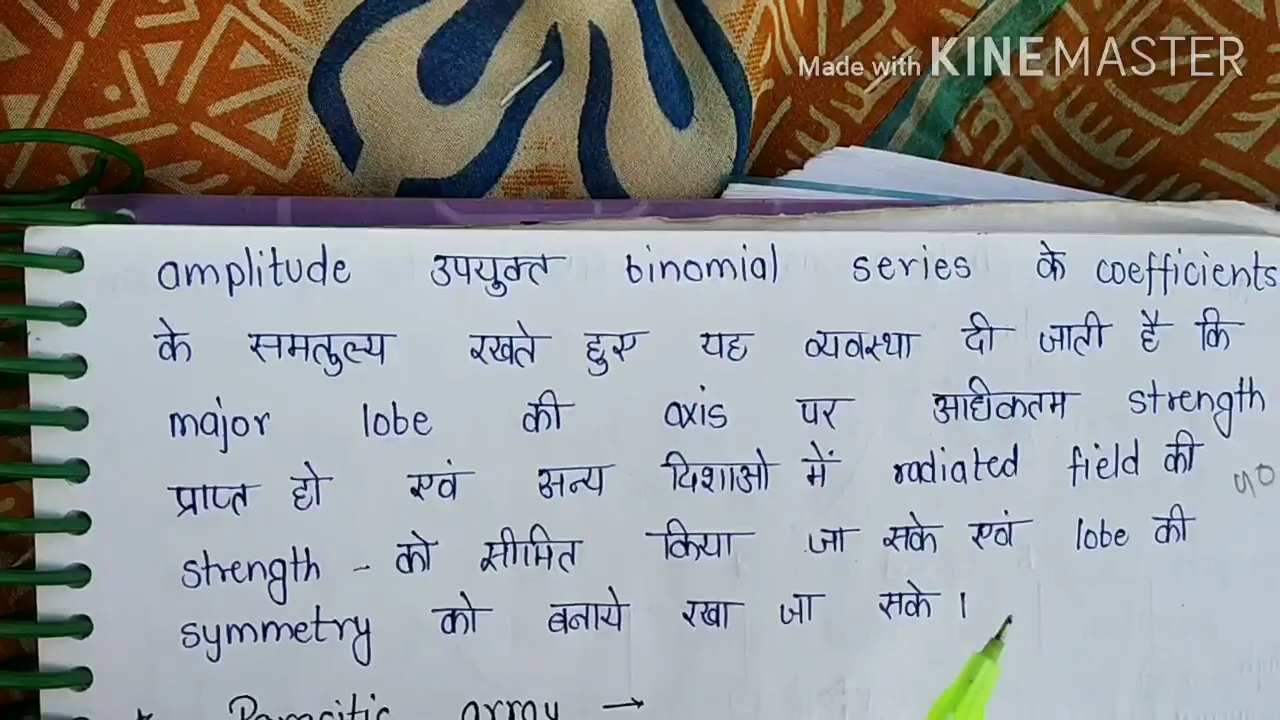 Made with KINEMASTER
amplitude उपयुक्त binomial series के coefficients
के समतुल्य रखते हुए यह व्यवस्था दी जाती है कि
major lobe की axis पर अधिकतम strength
प्राप्त हो एवं अन्य दिशाओ में radiated field की
strength - को सीमित किया जा सके एवं lobe की
symmetry को बनाये रखा जा सके ।
* Parasitic array →